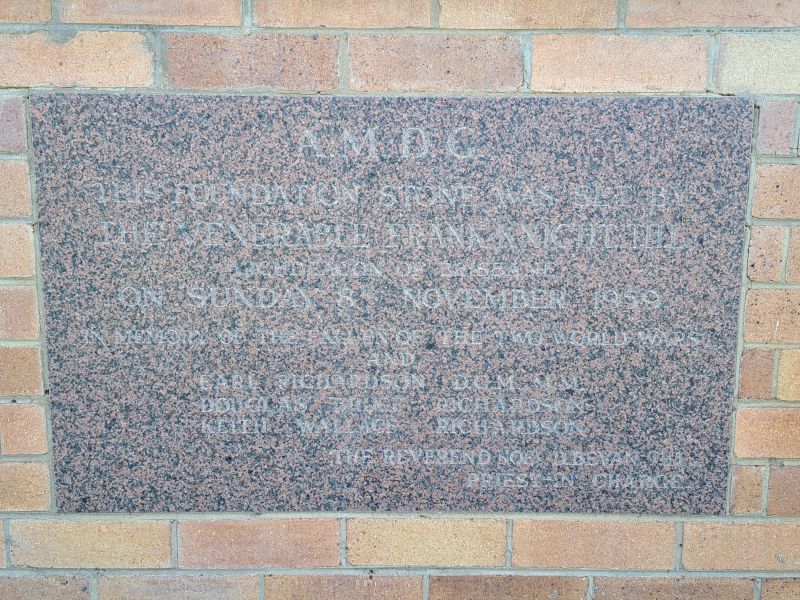 A.M.D.G.
THIS FOUNDATION STONE WAS SET BY
THE VENERABLE FRANK KNIGHT
ARCHDEACON OF BRISBANE
ON SUNDAY 8TH NOVEMBER 1959
IN MEMORY OF THE FALLEN OF THE TWO WORLD WARS
AND
EARL RICHARDSON D.C.M. M.M.
DOUGLAS RICHARDSON
KEITH WALLACE RICHARDSON
THE REVEREND
PRIEST-IN-CHARGE